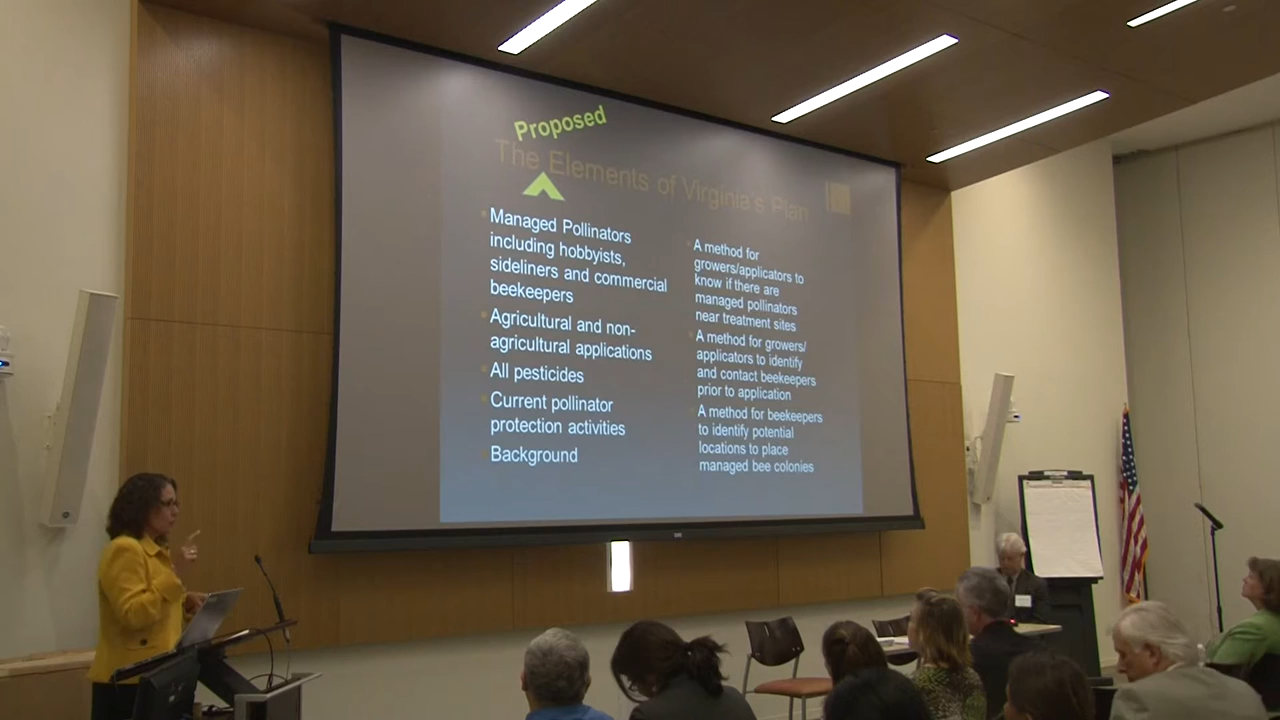 Proposed
The Elements of Virginia's Plan
Managed Pollinators
including hobbyists,
sideliners and commercial
beekeepers
Agricultural and non-
agricultural applications
All pesticides
Current pollinator
protection activities
Background
A method for
growers/applicators to
know if there are
managed pollinators
near treatment sites
A method for growers/
applicators to identify
and contact beekeepers
prior to application
A method for beekeepers
to identify potential
locations to place
managed bee colonies